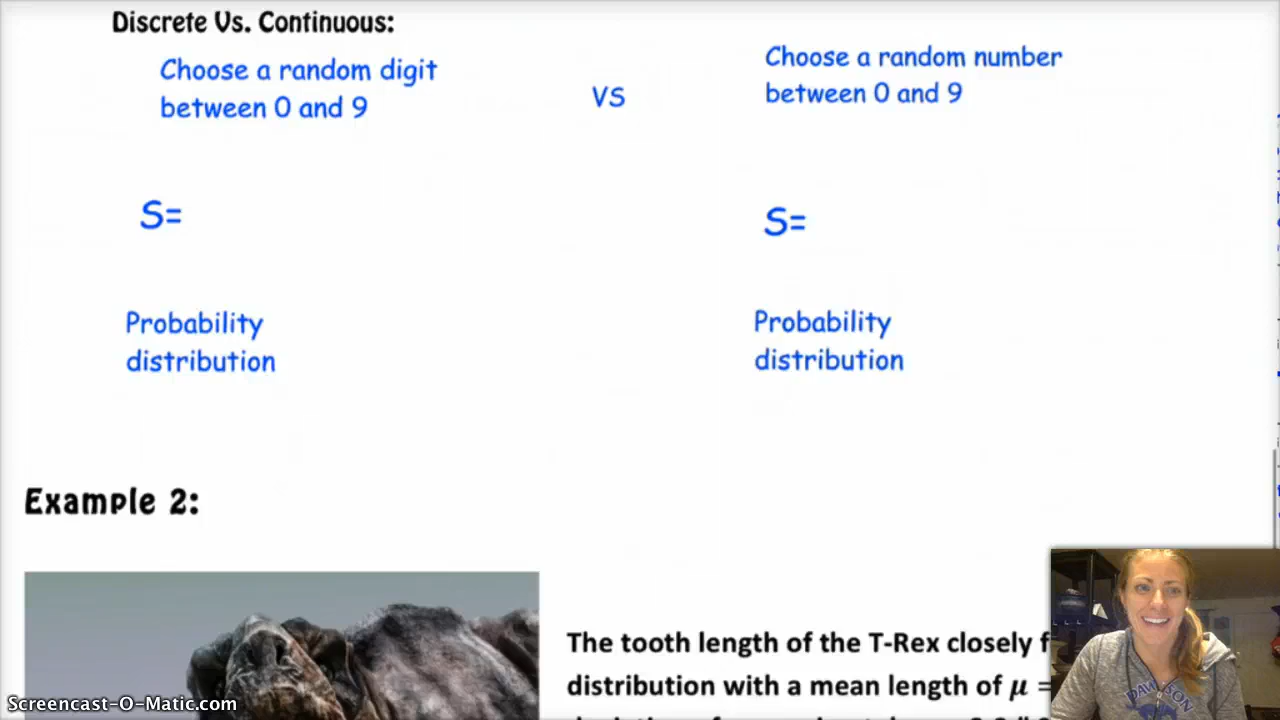 Discrete Vs. Continuous:
Choose a random digit
between 0 and 9
VS
Choose a random number
between 0 and 9
S=
S=
Probability
distribution
Probability
distribution
Example 2:
The tooth length of the T-Rex closely
distribution with a mean length of μ =
DAWSON
Screencast-O-Matic.com